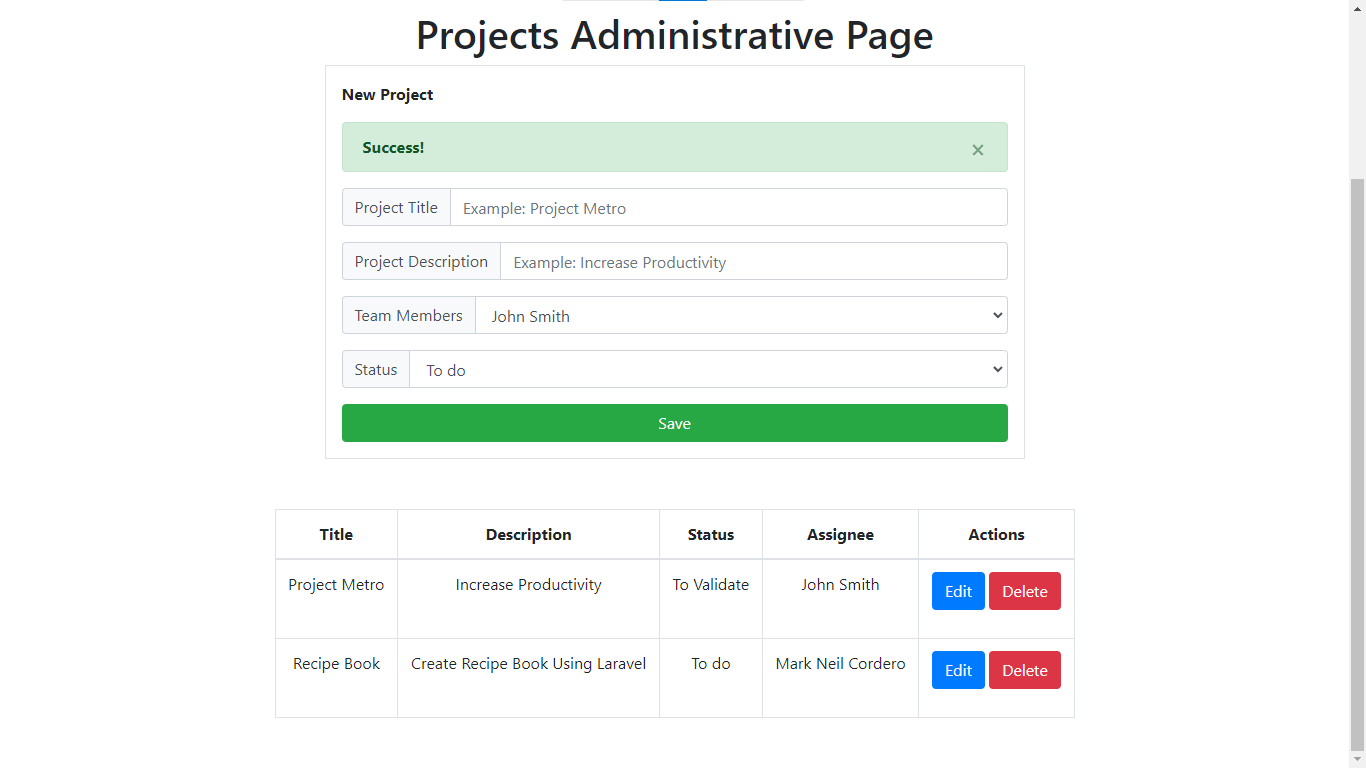 Projects Administrative Page
New Project
Success! ×
Project Title Example: Project Metro
Project Description Example: Increase Productivity
Team Members John Smith
Status To do
Save
Title Description Status Assignee Actions
Project Metro Increase Productivity To Validate John Smith Edit Delete
Recipe Book Create Recipe Book Using Laravel To do Mark Neil Cordero Edit Delete